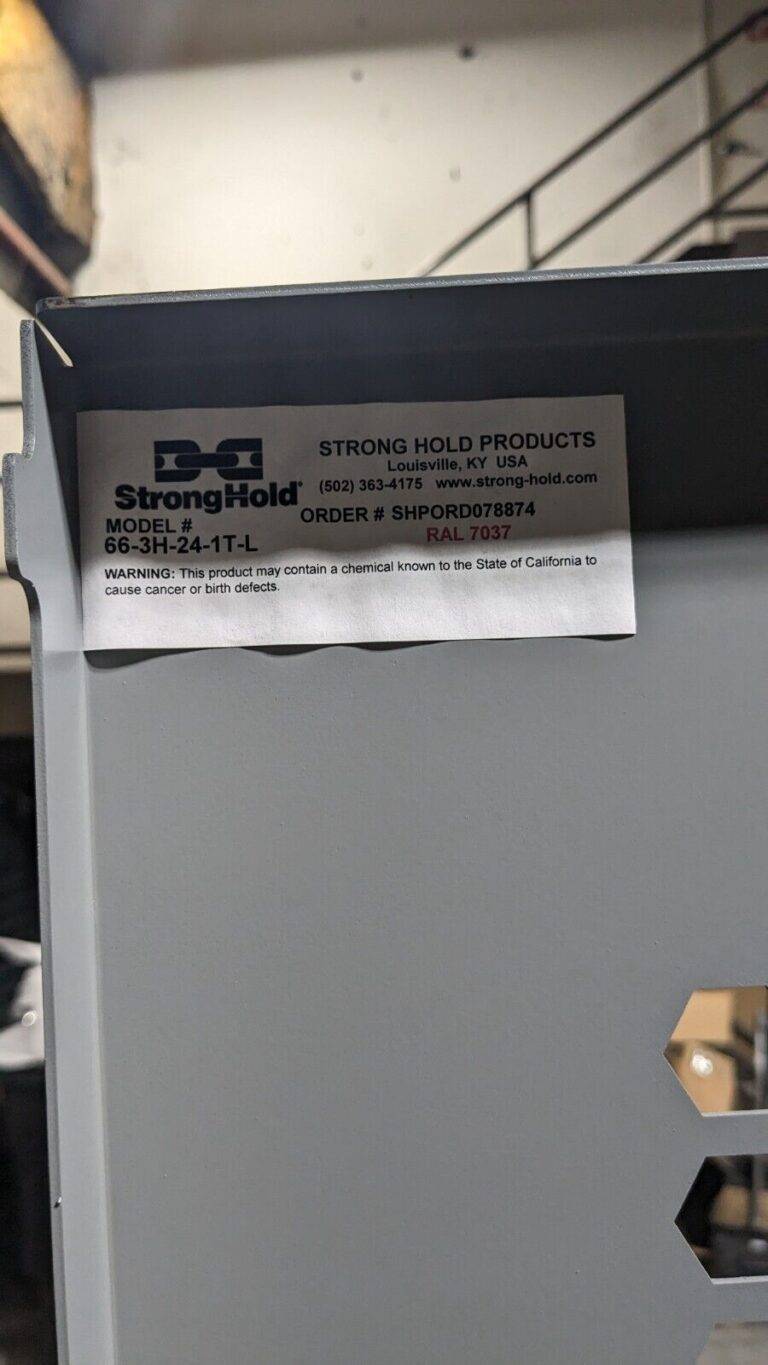 STRONG HOLD PRODUCTS
Louisville, KY USA
(502) 363-4175 www.strong-hold.com
StrongHold®
ORDER # SHPORD078874
MODEL #
66-3H-24-1T-L
RAL 7037
WARNING: This product may contain a chemical known to the State of California to
cause cancer or birth defects.